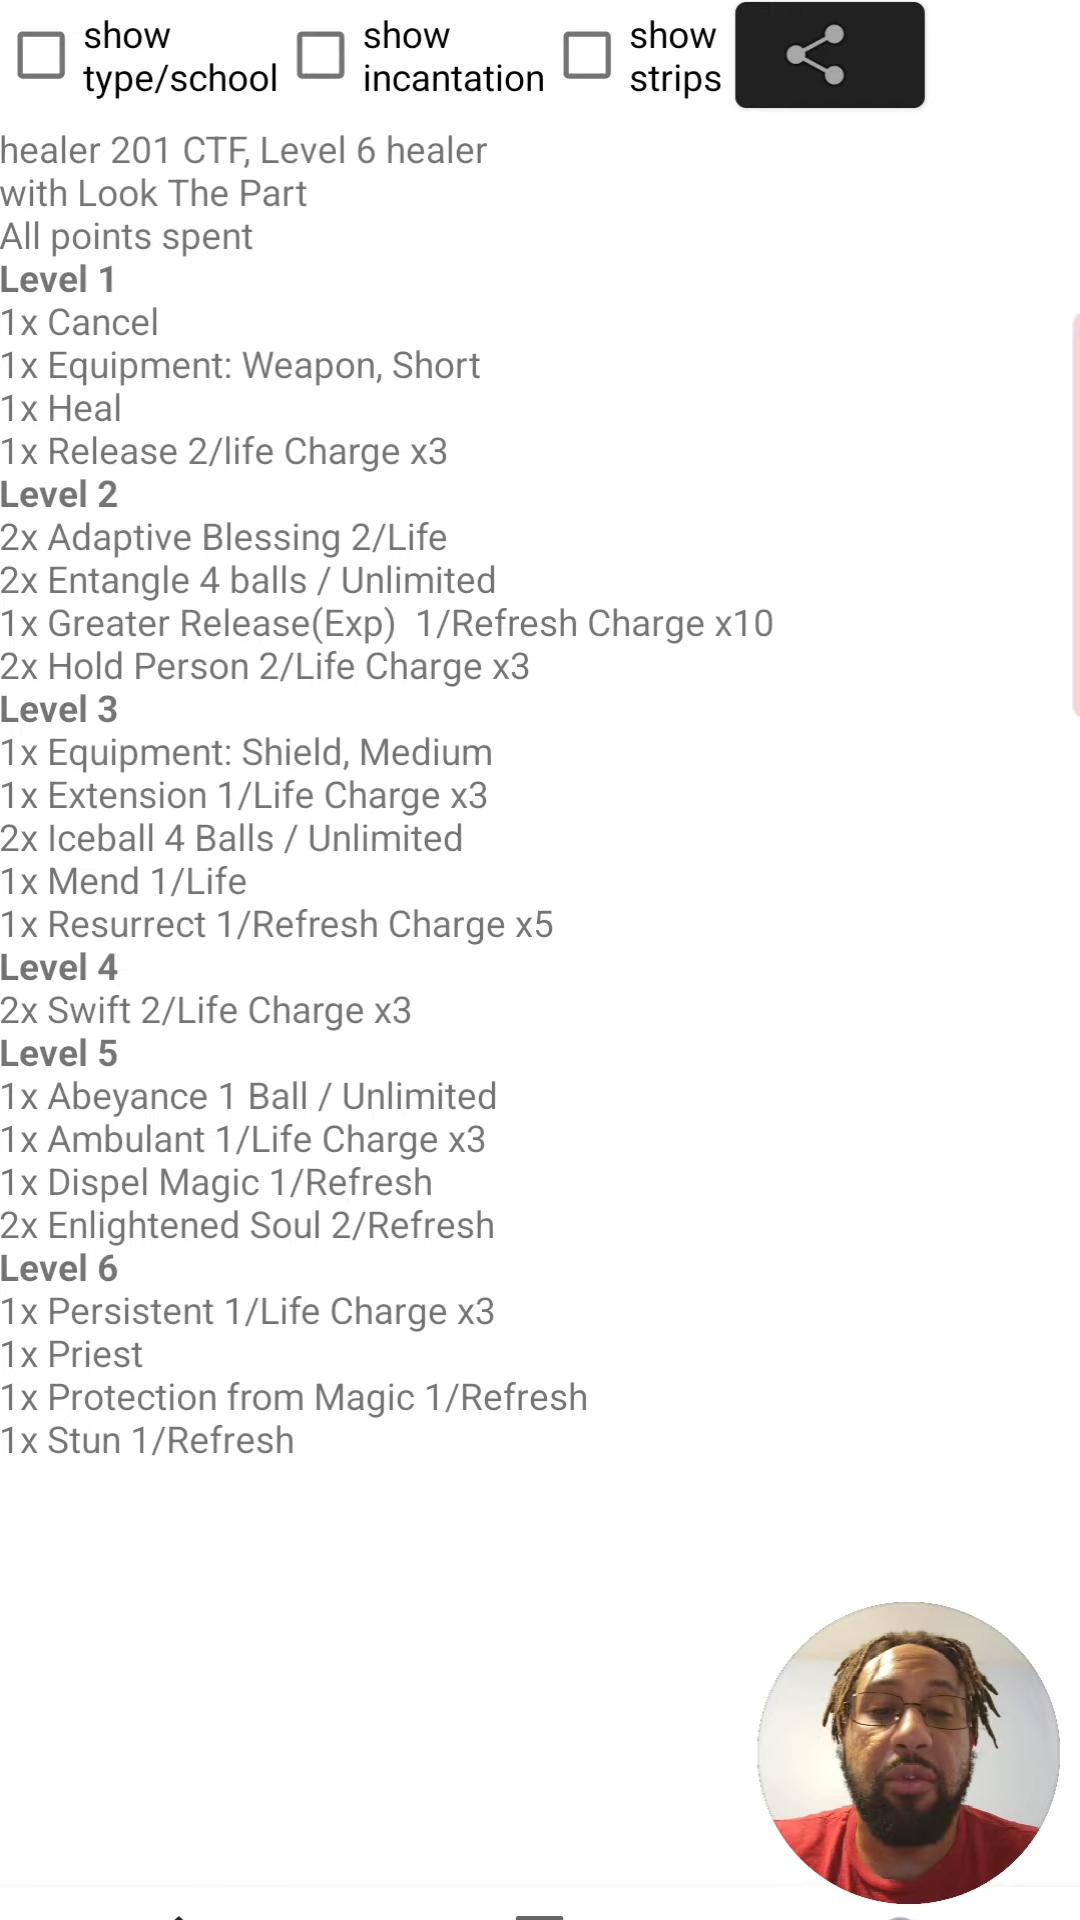 show type/school
show incantation
show strips
healer 201 CTF, Level 6 healer
with Look The Part
All points spent
Level 1
1x Cancel
1x Equipment: Weapon, Short
1x Heal
1x Release 2/life Charge x3
Level 2
2x Adaptive Blessing 2/Life
2x Entangle 4 balls / Unlimited
1x Greater Release(Exp)  1/Refresh Charge x10
2x Hold Person 2/Life Charge x3
Level 3
1x Equipment: Shield, Medium
1x Extension 1/Life Charge x3
2x Iceball 4 Balls / Unlimited
1x Mend 1/Life
1x Resurrect 1/Refresh Charge x5
Level 4
2x Swift 2/Life Charge x3
Level 5
1x Abeyance 1 Ball / Unlimited
1x Ambulant 1/Life Charge x3
1x Dispel Magic 1/Refresh
2x Enlightened Soul 2/Refresh
Level 6
1x Persistent 1/Life Charge x3
1x Priest
1x Protection from Magic 1/Refresh
1x Stun 1/Refresh